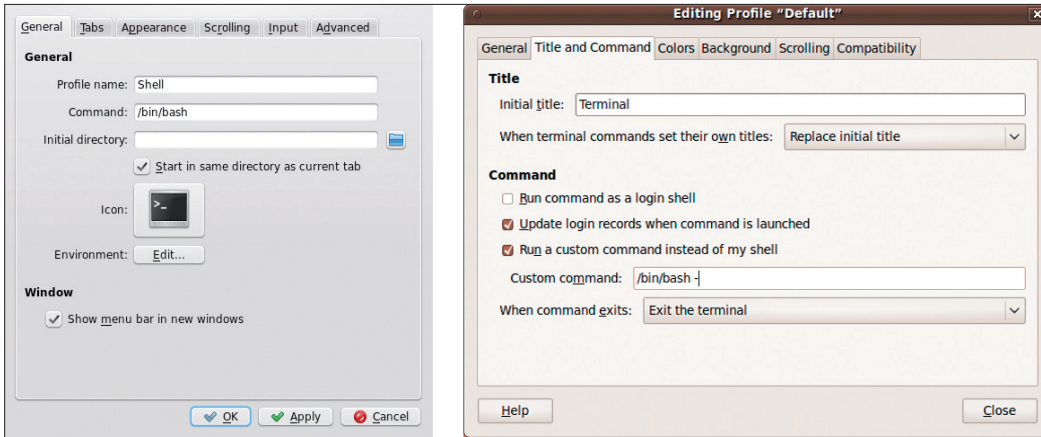 General Tabs Appearance Scrolling Input Advanced
General
Profile name: Shell
Command: /bin/bash
Initial directory:
Start in same directory as current tab
Icon: >_
Environment: Edit...
Window
Show menu bar in new windows
OK Apply Cancel
Editing Profile “Default”
General Title and Command Colors Background Scrolling Compatibility
Title
Initial title: Terminal
When terminal commands set their own titles: Replace initial title
Command
Run command as a login shell
Update login records when command is launched
Run a custom command instead of my shell
Custom command: /bin/bash -
When command exits: Exit the terminal
Help Close